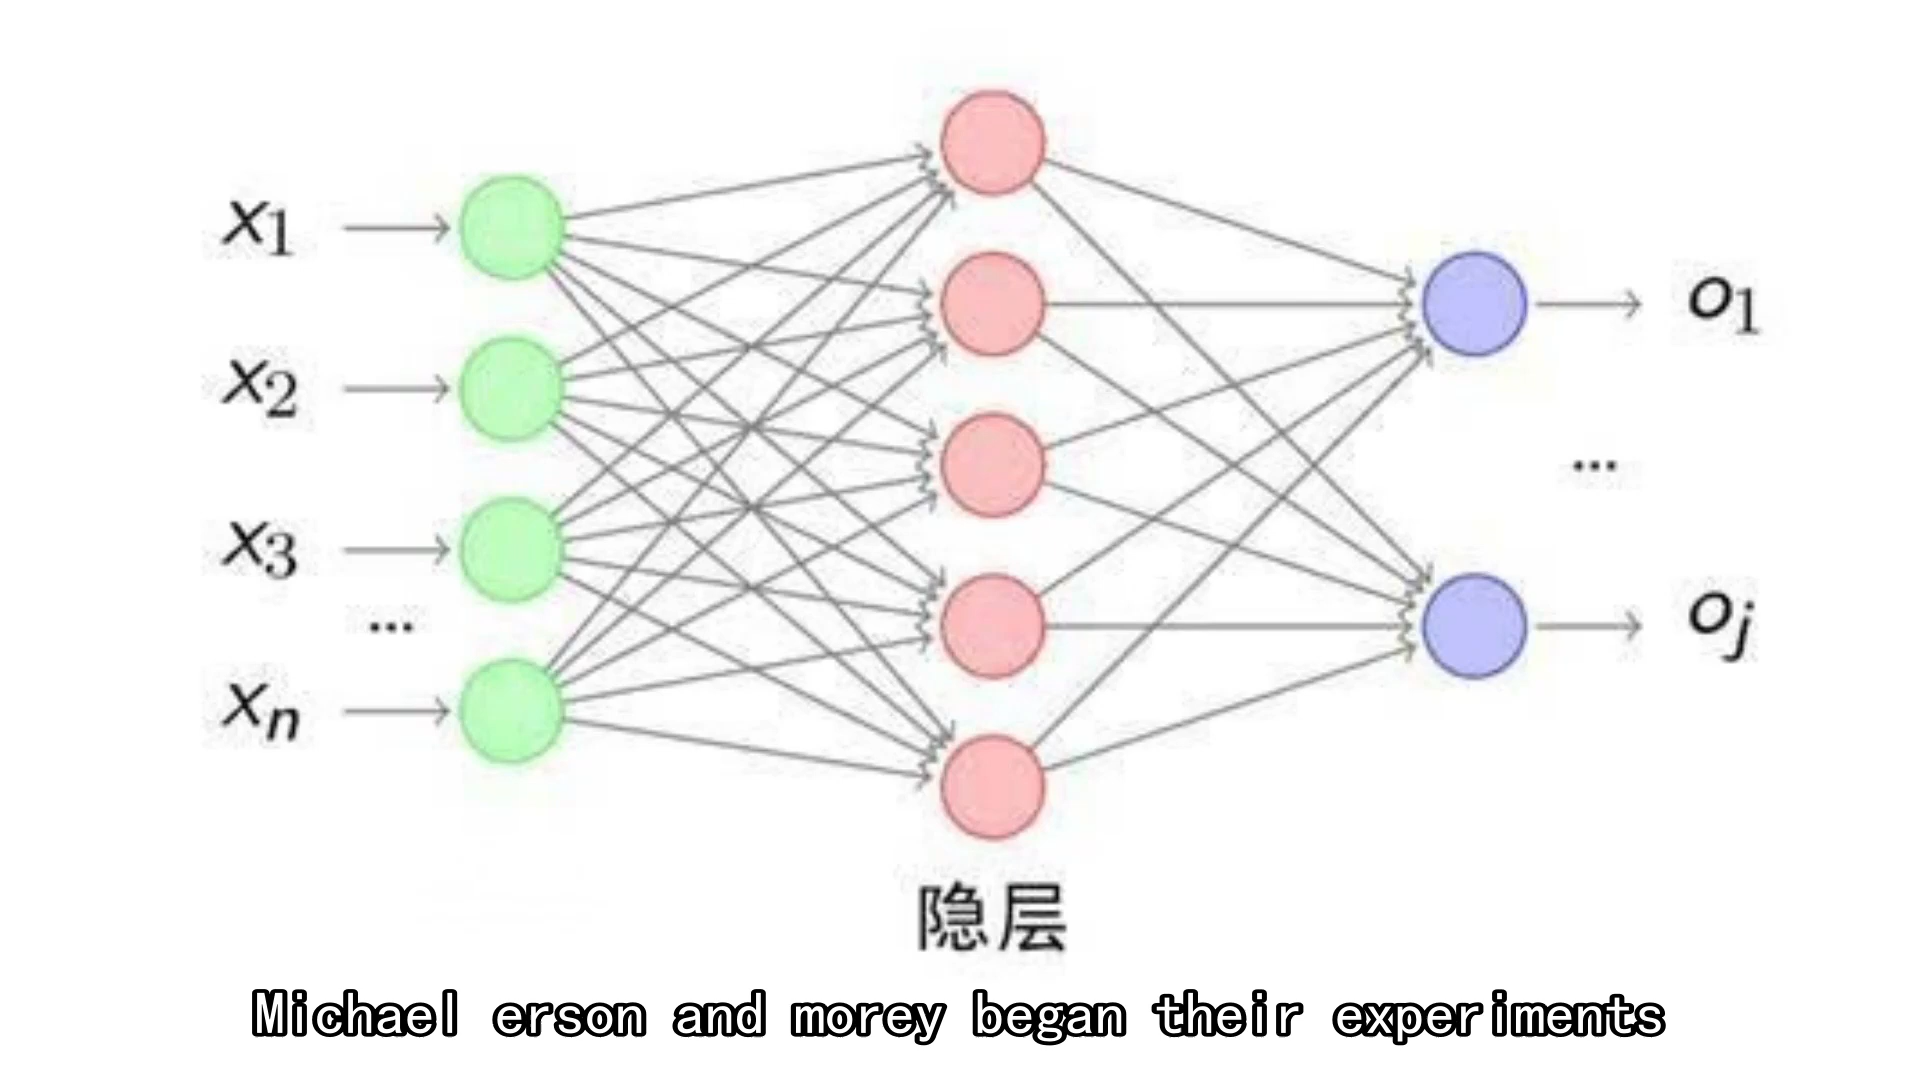 x1
x2
x3
...
xn
o1
...
oj
隐层
Michael erson and morey began their experiments